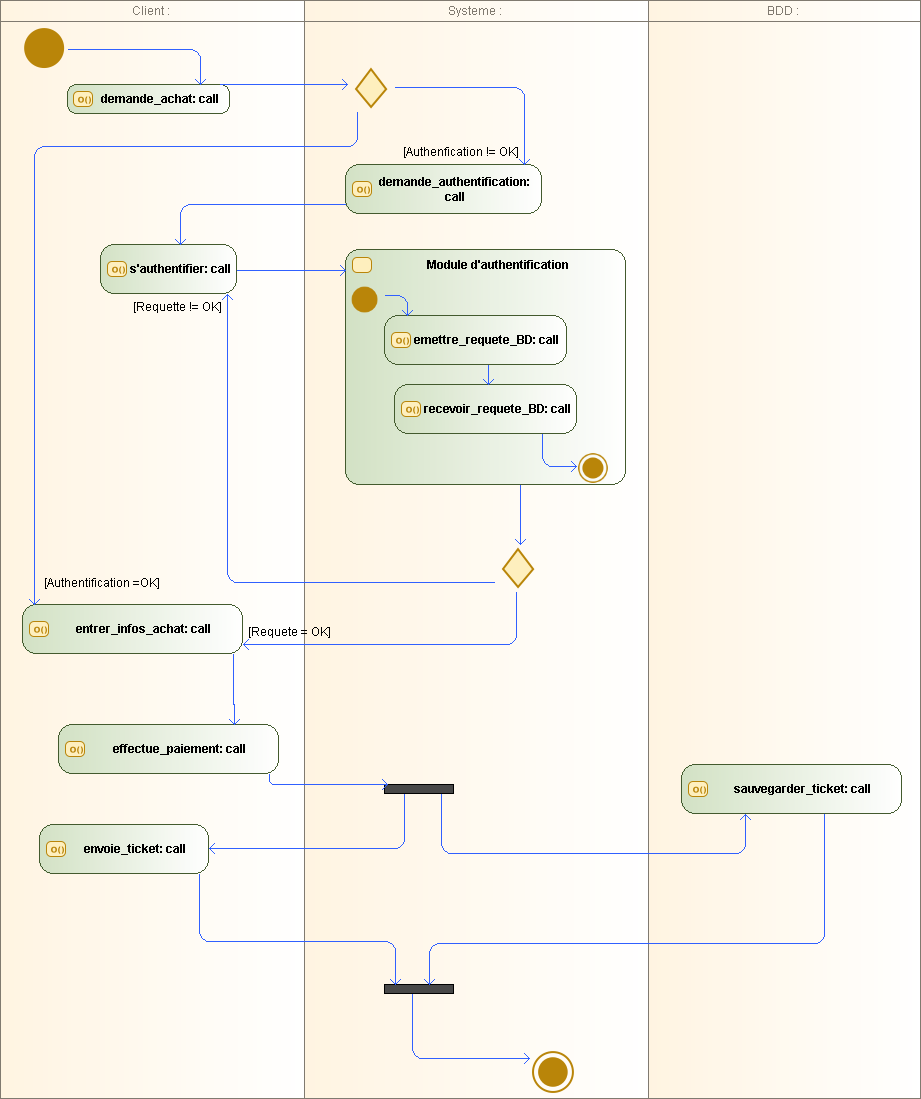 Client :
Systeme :
BDD :
o()
demande_achat: call
[Authenfication != OK]
o()
demande_authentification:
call
o()
s'authentifier: call
Module d'authentification
[Requette != OK]
o()
emettre_requete_BD: call
o()
recevoir_requete_BD: call
[Authentification =OK]
o()
entrer_infos_achat: call
[Requete = OK]
o()
effectue_paiement: call
o()
sauvegarder_ticket: call
o()
envoie_ticket: call